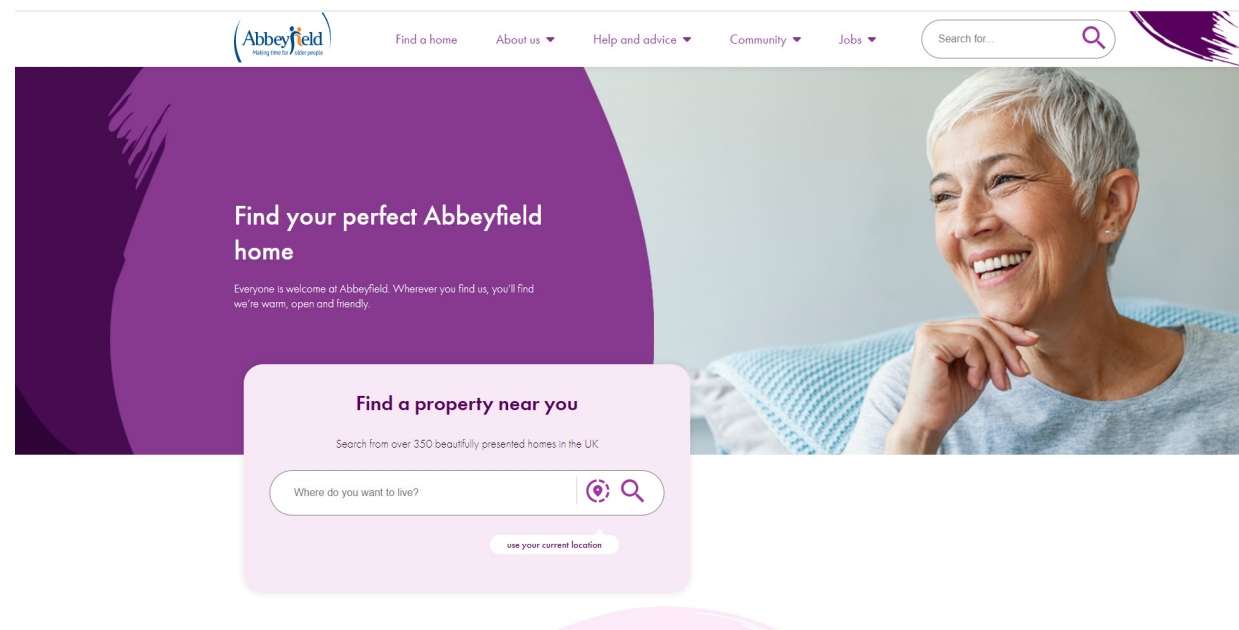 Abbeyfield
Making time for older people
Find a home
About us
Help and advice
Community
Jobs
Search for...
Find your perfect Abbeyfield
home
Everyone is welcome at Abbeyfield. Wherever you find us, you'll find
we're warm, open and friendly.
Find a property near you
Search from over 350 beautifully presented homes in the UK
Where do you want to live?
use your current location